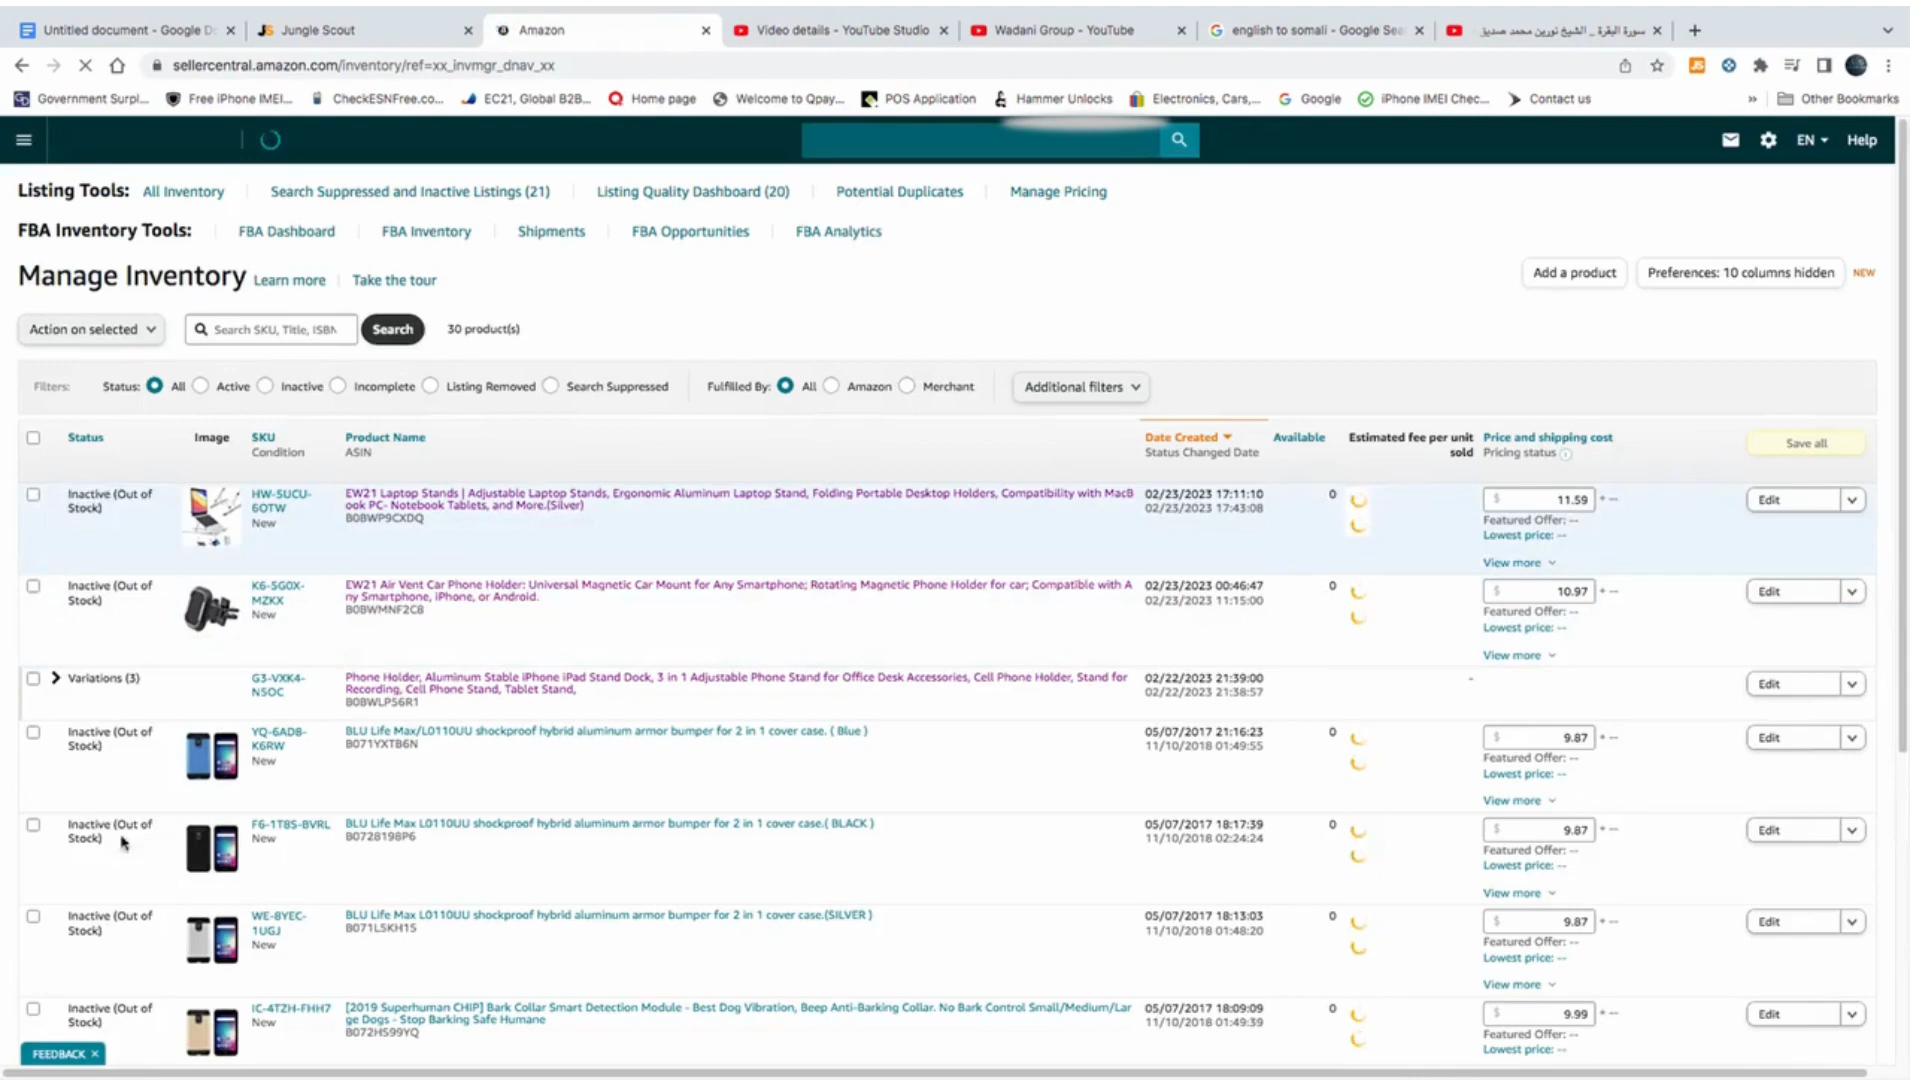 Untitled document - Google D
Jungle Scout
Amazon
Video details - YouTube Studio
Wadani Group - YouTube
english to somali - Google Sea
سورة البقرة _ الشيخ نورين محمد صديق
sellercentral.amazon.com/inventory/ref=xx_invmgr_dnav_xx
Government Surpl...
Free iPhone IMEI...
CheckESNFree.co...
EC21, Global B2B...
Home page
Welcome to Qpay...
POS Application
Hammer Unlocks
Electronics, Cars,...
Google
iPhone IMEI Chec...
Contact us
»
Other Bookmarks
EN
Help
Listing Tools: All Inventory Search Suppressed and Inactive Listings (21) Listing Quality Dashboard (20) Potential Duplicates Manage Pricing
FBA Inventory Tools: FBA Dashboard FBA Inventory Shipments FBA Opportunities FBA Analytics
Manage Inventory Learn more Take the tour
Add a product
Preferences: 10 columns hidden
NEW
Action on selected
Search SKU, Title, ISBN
Search
30 product(s)
Filters: Status: All Active Inactive Incomplete Listing Removed Search Suppressed Fulfilled By: All Amazon Merchant Additional filters
Status
Image
SKU
Condition
Product Name
ASIN
Date Created
Status Changed Date
Available
Estimated fee per unit
sold
Price and shipping cost
Pricing status
Save all
Inactive (Out of
Stock)
HW-SUCU-
6OTW
New
EW21 Laptop Stands | Adjustable Laptop Stands, Ergonomic Aluminum Laptop Stand, Folding Portable Desktop Holders, Compatibility with MacB
ook PC- Notebook Tablets, and More.(Silver)
B0BWP9CXDQ
02/23/2023 17:11:10
02/23/2023 17:43:08
0
$ 11.59 + --
Featured Offer: --
Lowest price: --
View more
Edit
Inactive (Out of
Stock)
K6-5G0X-
MZKX
New
EW21 Air Vent Car Phone Holder: Universal Magnetic Car Mount for Any Smartphone; Rotating Magnetic Phone Holder for car; Compatible with A
ny Smartphone, iPhone, or Android.
B0BWMNF2C8
02/23/2023 00:46:47
02/23/2023 11:15:00
0
$ 10.97 + --
Featured Offer: --
Lowest price: --
View more
Edit
Variations (3)
G3-VXK4-
N5OC
Phone Holder, Aluminum Stable iPhone iPad Stand Dock, 3 in 1 Adjustable Phone Stand for Office Desk Accessories, Cell Phone Holder, Stand for
Recording, Cell Phone Stand, Tablet Stand,
B0BWLP56R1
02/22/2023 21:39:00
02/22/2023 21:38:57
-
Edit
Inactive (Out of
Stock)
YQ-6AD8-
K6RW
New
BLU Life Max/L0110UU shockproof hybrid aluminum armor bumper for 2 in 1 cover case. ( Blue )
B071YXTB6N
05/07/2017 21:16:23
11/10/2018 01:49:55
0
$ 9.87 + --
Featured Offer: --
Lowest price: --
View more
Edit
Inactive (Out of
Stock)
F6-1T8S-BVRL
New
BLU Life Max L0110UU shockproof hybrid aluminum armor bumper for 2 in 1 cover case.( BLACK )
B0728198P6
05/07/2017 18:17:39
11/10/2018 02:24:24
0
$ 9.87 + --
Featured Offer: --
Lowest price: --
View more
Edit
Inactive (Out of
Stock)
WE-8YEC-
1UGJ
New
BLU Life Max L0110UU shockproof hybrid aluminum armor bumper for 2 in 1 cover case.(SILVER )
B071L5KH15
05/07/2017 18:13:03
11/10/2018 01:48:20
0
$ 9.87 + --
Featured Offer: --
Lowest price: --
View more
Edit
Inactive (Out of
Stock)
IC-4TZH-FHH7
New
[2019 Superhuman CHIP] Bark Collar Smart Detection Module - Best Dog Vibration, Beep Anti-Barking Collar. No Bark Control Small/Medium/Lar
ge Dogs - Stop Barking Safe Humane
B072HS99YQ
05/07/2017 18:09:09
11/10/2018 01:49:39
0
$ 9.99 + --
Featured Offer: --
Lowest price: --
Edit
FEEDBACK ×